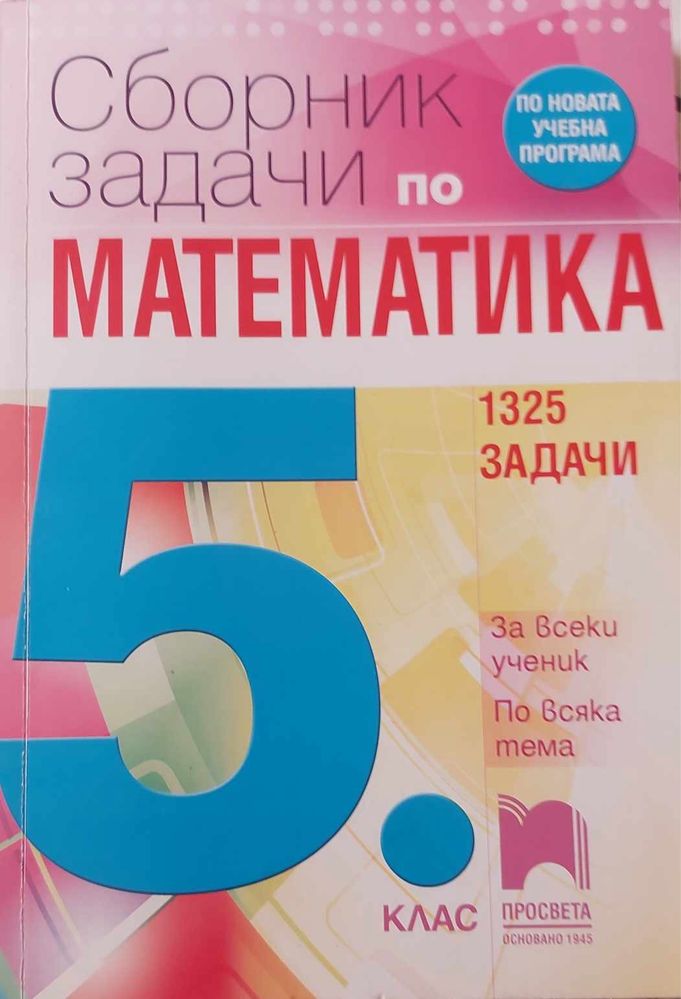 Сборник
задачи по
МАТЕМАТИКА
ПО НОВАТА
УЧЕБНА
ПРОГРАМА
5.
КЛАС
1325
ЗАДАЧИ
За всеки
ученик
По всяка
тема
ПРОСВЕТА
ОСНОВАНО 1945